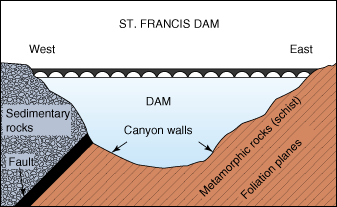 ST. FRANCIS DAM
West
East
DAM
Sedimentary
rocks
Canyon walls
Fault
Metamorphic rocks (schist)
Foliation planes